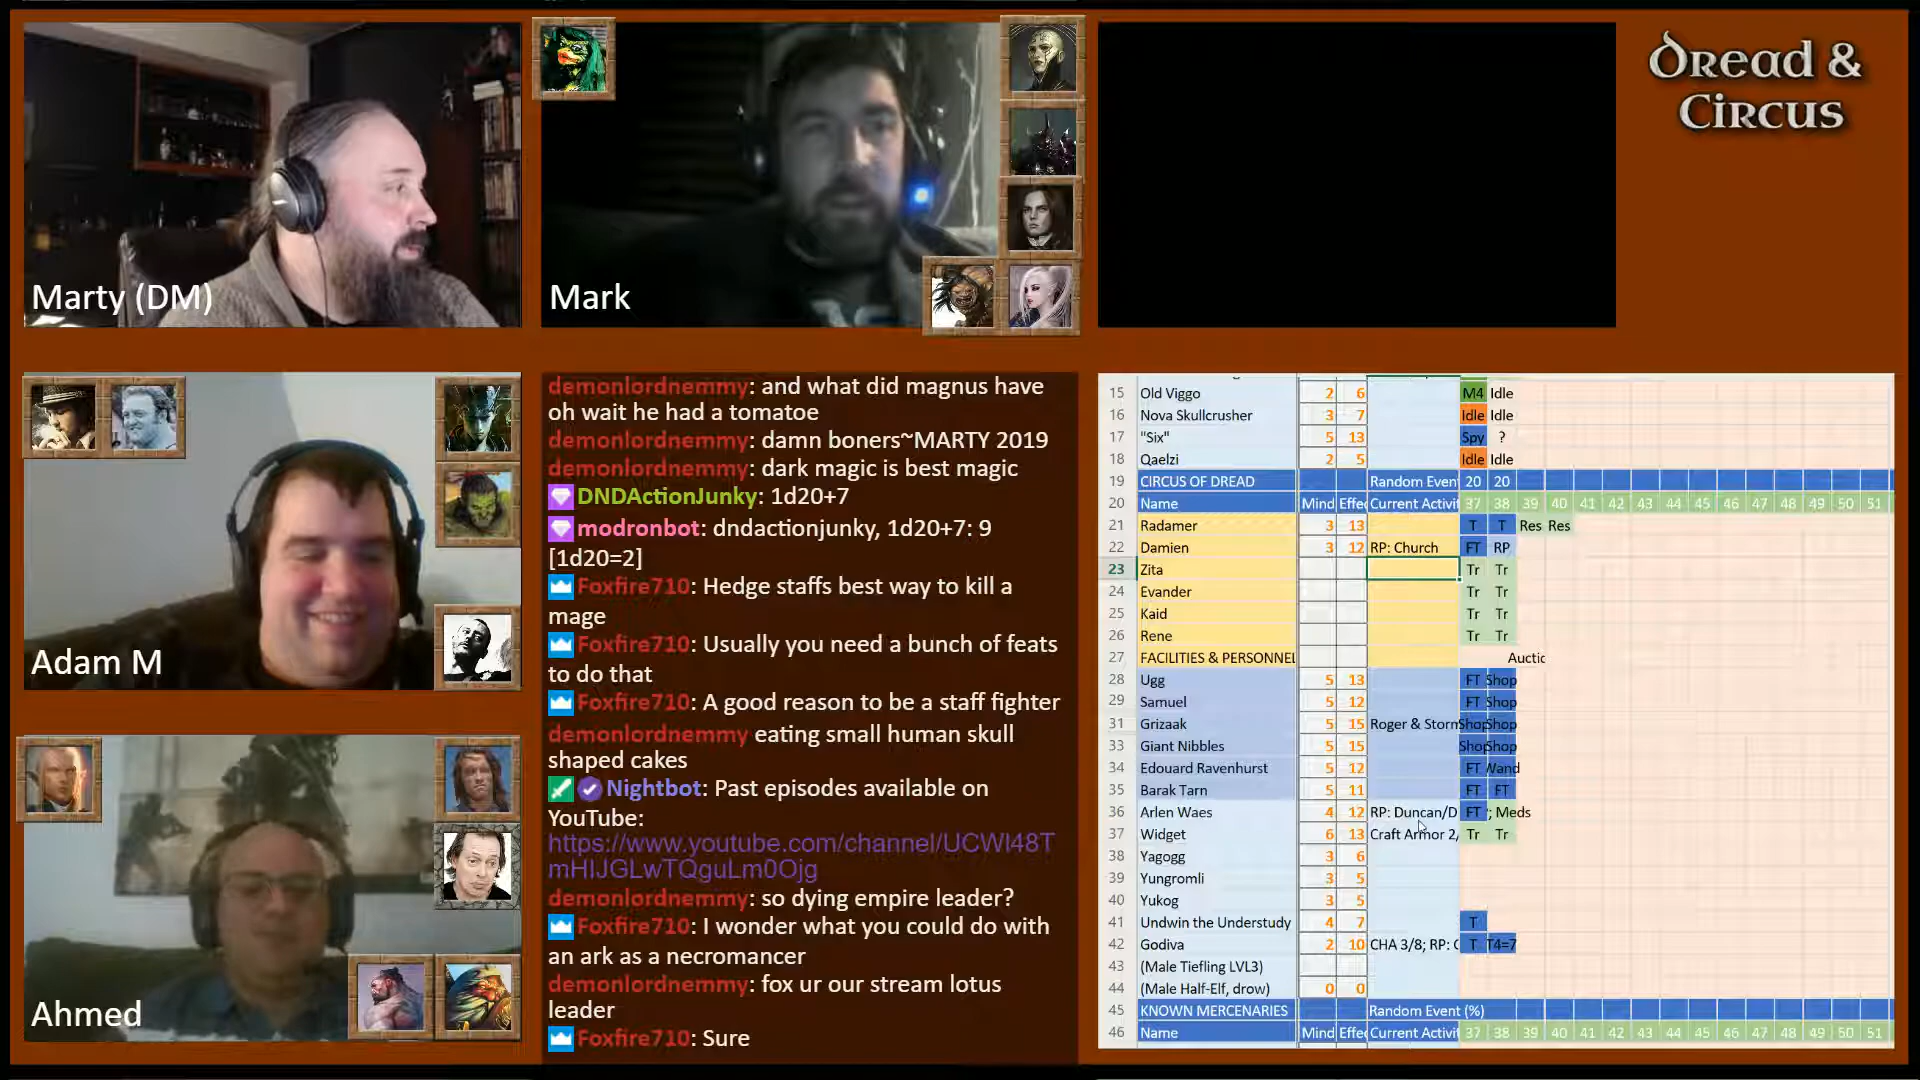 Dread &
Circus
Marty (DM)
Mark
Adam M
Ahmed
demonlordnemmy: and what did magnus have
oh wait he had a tomatoe
demonlordnemmy: damn boners~MARTY 2019
demonlordnemmy: dark magic is best magic
DNDActionJunky: 1d20+7
modronbot: dndactionjunky, 1d20+7: 9
[1d20=2]
Foxfire710: Hedge staffs best way to kill a
mage
Foxfire710: Usually you need a bunch of feats
to do that
Foxfire710: A good reason to be a staff fighter
demonlordnemmy eating small human skull
shaped cakes
Nightbot: Past episodes available on
YouTube:
https://www.youtube.com/channel/UCWI48T
mHIJGLwTQguLm0Ojg
demonlordnemmy: so dying empire leader?
Foxfire710: I wonder what you could do with
an ark as a necromancer
demonlordnemmy: fox ur our stream lotus
leader
Foxfire710: Sure
15 Old Viggo 2 6 M4 Idle
16 Nova Skullcrusher 3 7 Idle Idle
17 "Six" 5 13 Spy ?
18 Qaelzi 2 5 Idle Idle
19 CIRCUS OF DREAD Random Even 20 20
20 Name Mind Effe Current Activi 37 38 39 40 41 42 43 44 45 46 47 48 49 50 51
21 Radamer 3 13 T T Res Res
22 Damien 3 12 RP: Church FT RP
23 Zita Tr Tr
24 Evander Tr Tr
25 Kaid Tr Tr
26 Rene Tr Tr
27 FACILITIES & PERSONNEL Auctic
28 Ugg 5 13 FT Shop
29 Samuel 5 12 FT Shop
31 Grizaak 5 15 Roger & Storm Shop Shop
33 Giant Nibbles 5 15 Shop Shop
34 Edouard Ravenhurst 5 12 FT Wand
35 Barak Tarn 5 11 FT FT
36 Arlen Waes 4 12 RP: Duncan/D FT ; Meds
37 Widget 6 13 Craft Armor 2/ Tr Tr
38 Yagogg 3 6
39 Yungromli 3 5
40 Yukog 3 5
41 Undwin the Understudy 4 7 T
42 Godiva 2 10 CHA 3/8; RP: T T4=7
43 (Male Tiefling LVL3)
44 (Male Half-Elf, drow) 0 0
45 KNOWN MERCENARIES Random Event (%)
46 Name Mind Effe Current Activi 37 38 39 40 41 42 43 44 45 46 47 48 49 50 51